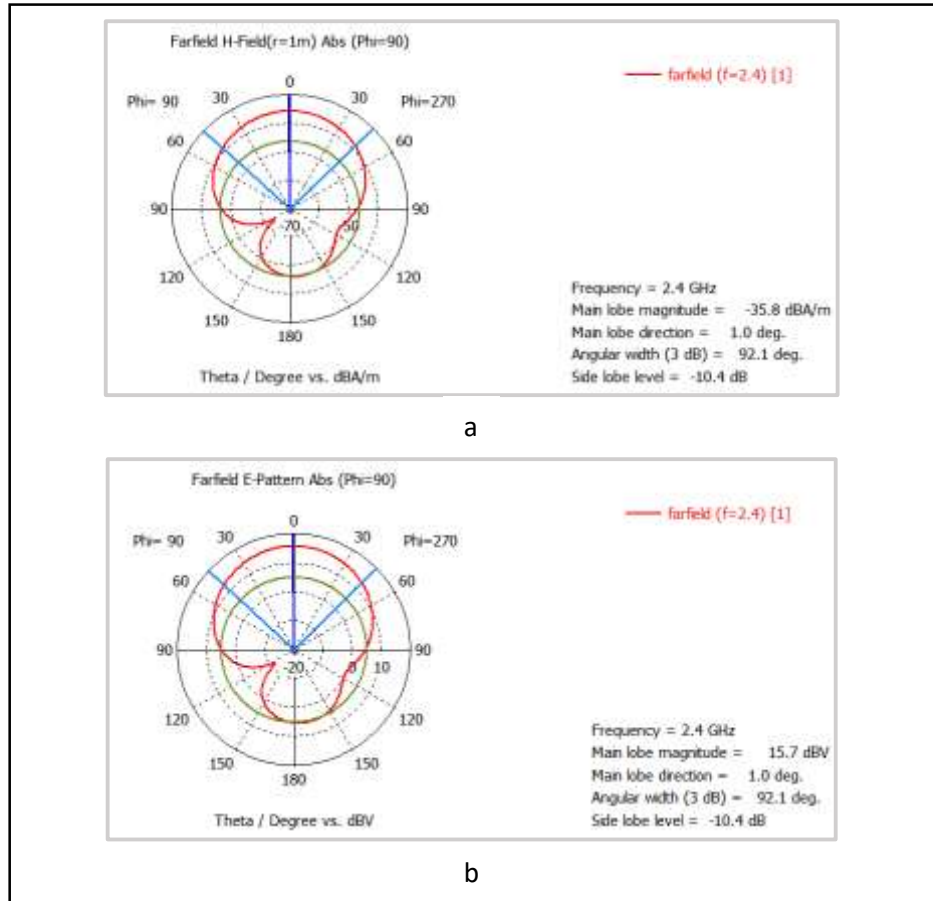 Farfield H-Field(r=1m) Abs (Phi=90)
farfield (f=2.4) [1]
0
Phi= 90 30 30 Phi=270
60 60
90 -70 -50 90
120 120
150 150
180
Theta / Degree vs. dBA/m
Frequency = 2.4 GHz
Main lobe magnitude = -35.8 dBA/m
Main lobe direction = 1.0 deg.
Angular width (3 dB) = 92.1 deg.
Side lobe level = -10.4 dB
a
Farfield E-Pattern Abs (Phi=90)
farfield (f=2.4) [1]
0
Phi= 90 30 30 Phi=270
60 60
90 -20 0 10 90
120 120
150 150
180
Theta / Degree vs. dBV
Frequency = 2.4 GHz
Main lobe magnitude = 15.7 dBV
Main lobe direction = 1.0 deg.
Angular width (3 dB) = 92.1 deg.
Side lobe level = -10.4 dB
b